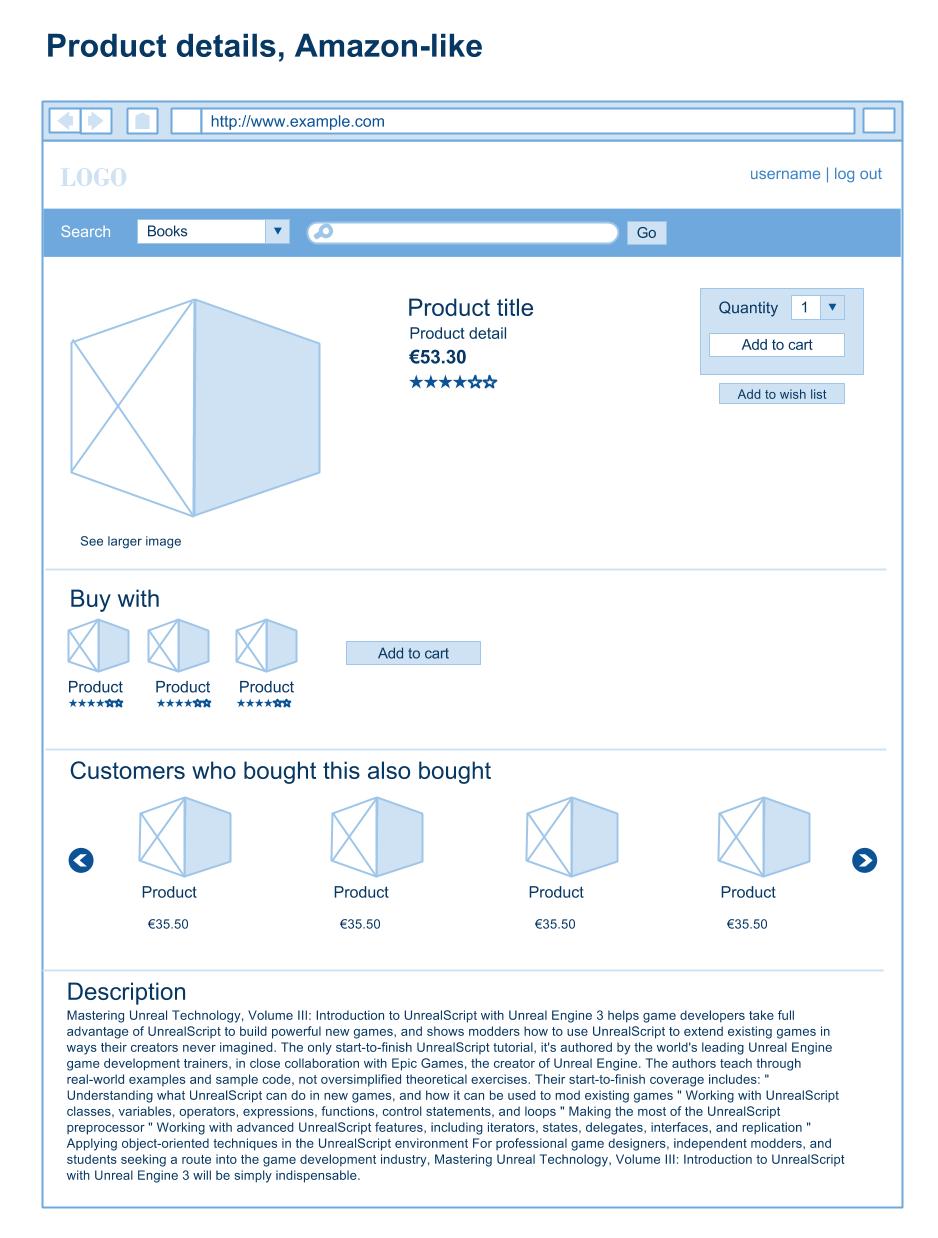 Product details, Amazon-like
http://www.example.com
LOGO
username | log out
Search
Books
Go
Product title
Product detail
€53.30
★★★★☆☆
Quantity
1
Add to cart
Add to wish list
See larger image
Buy with
Product
★★★★☆☆
Product
★★★★☆☆
Product
★★★★☆☆
Add to cart
Customers who bought this also bought
Product
€35.50
Product
€35.50
Product
€35.50
Product
€35.50
Description
Mastering Unreal Technology, Volume III: Introduction to UnrealScript with Unreal Engine 3 helps game developers take full
advantage of UnrealScript to build powerful new games, and shows modders how to use UnrealScript to extend existing games in
ways their creators never imagined. The only start-to-finish UnrealScript tutorial, it's authored by the world's leading Unreal Engine
game development trainers, in close collaboration with Epic Games, the creator of Unreal Engine. The authors teach through
real-world examples and sample code, not oversimplified theoretical exercises. Their start-to-finish coverage includes: "
Understanding what UnrealScript can do in new games, and how it can be used to mod existing games " Working with UnrealScript
classes, variables, operators, expressions, functions, control statements, and loops " Making the most of the UnrealScript
preprocessor " Working with advanced UnrealScript features, including iterators, states, delegates, interfaces, and replication "
Applying object-oriented techniques in the UnrealScript environment For professional game designers, independent modders, and
students seeking a route into the game development industry, Mastering Unreal Technology, Volume III: Introduction to UnrealScript
with Unreal Engine 3 will be simply indispensable.